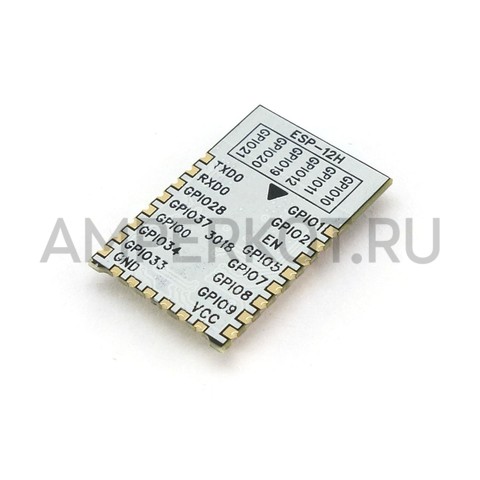 ESP-12H
GPIO21
GPIO20
GPIO19
GPIO12
GPIO11
GPIO10
TXD0
RXD0
GPIO28
GPIO37
GPIO0
GPIO34
GPIO33
GND
3018
GPIO1
GPIO2
EN
GPIO5
GPIO7
GPIO8
GPIO9
VCC
AMPERKOT.RU